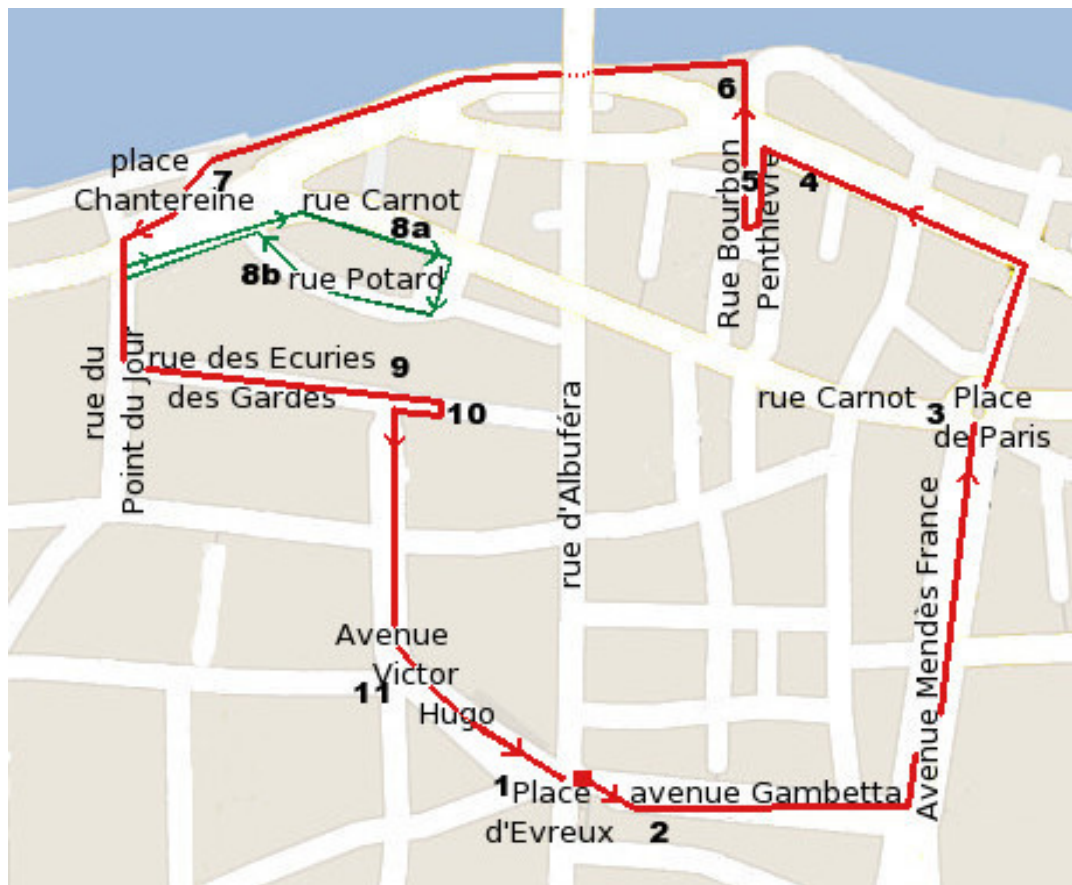 6
place
7
Chantereine
rue Carnot
8a
5
4
Rue Bourbon
Penthièvre
8b
rue Potard
rue des Ecuries
9
des Gardes
10
rue du
Point du Jour
rue d'Albuféra
rue Carnot
3
Place
de Paris
Avenue Mendès France
Avenue
Victor
11
Hugo
1
Place
d'Evreux
avenue Gambetta
2